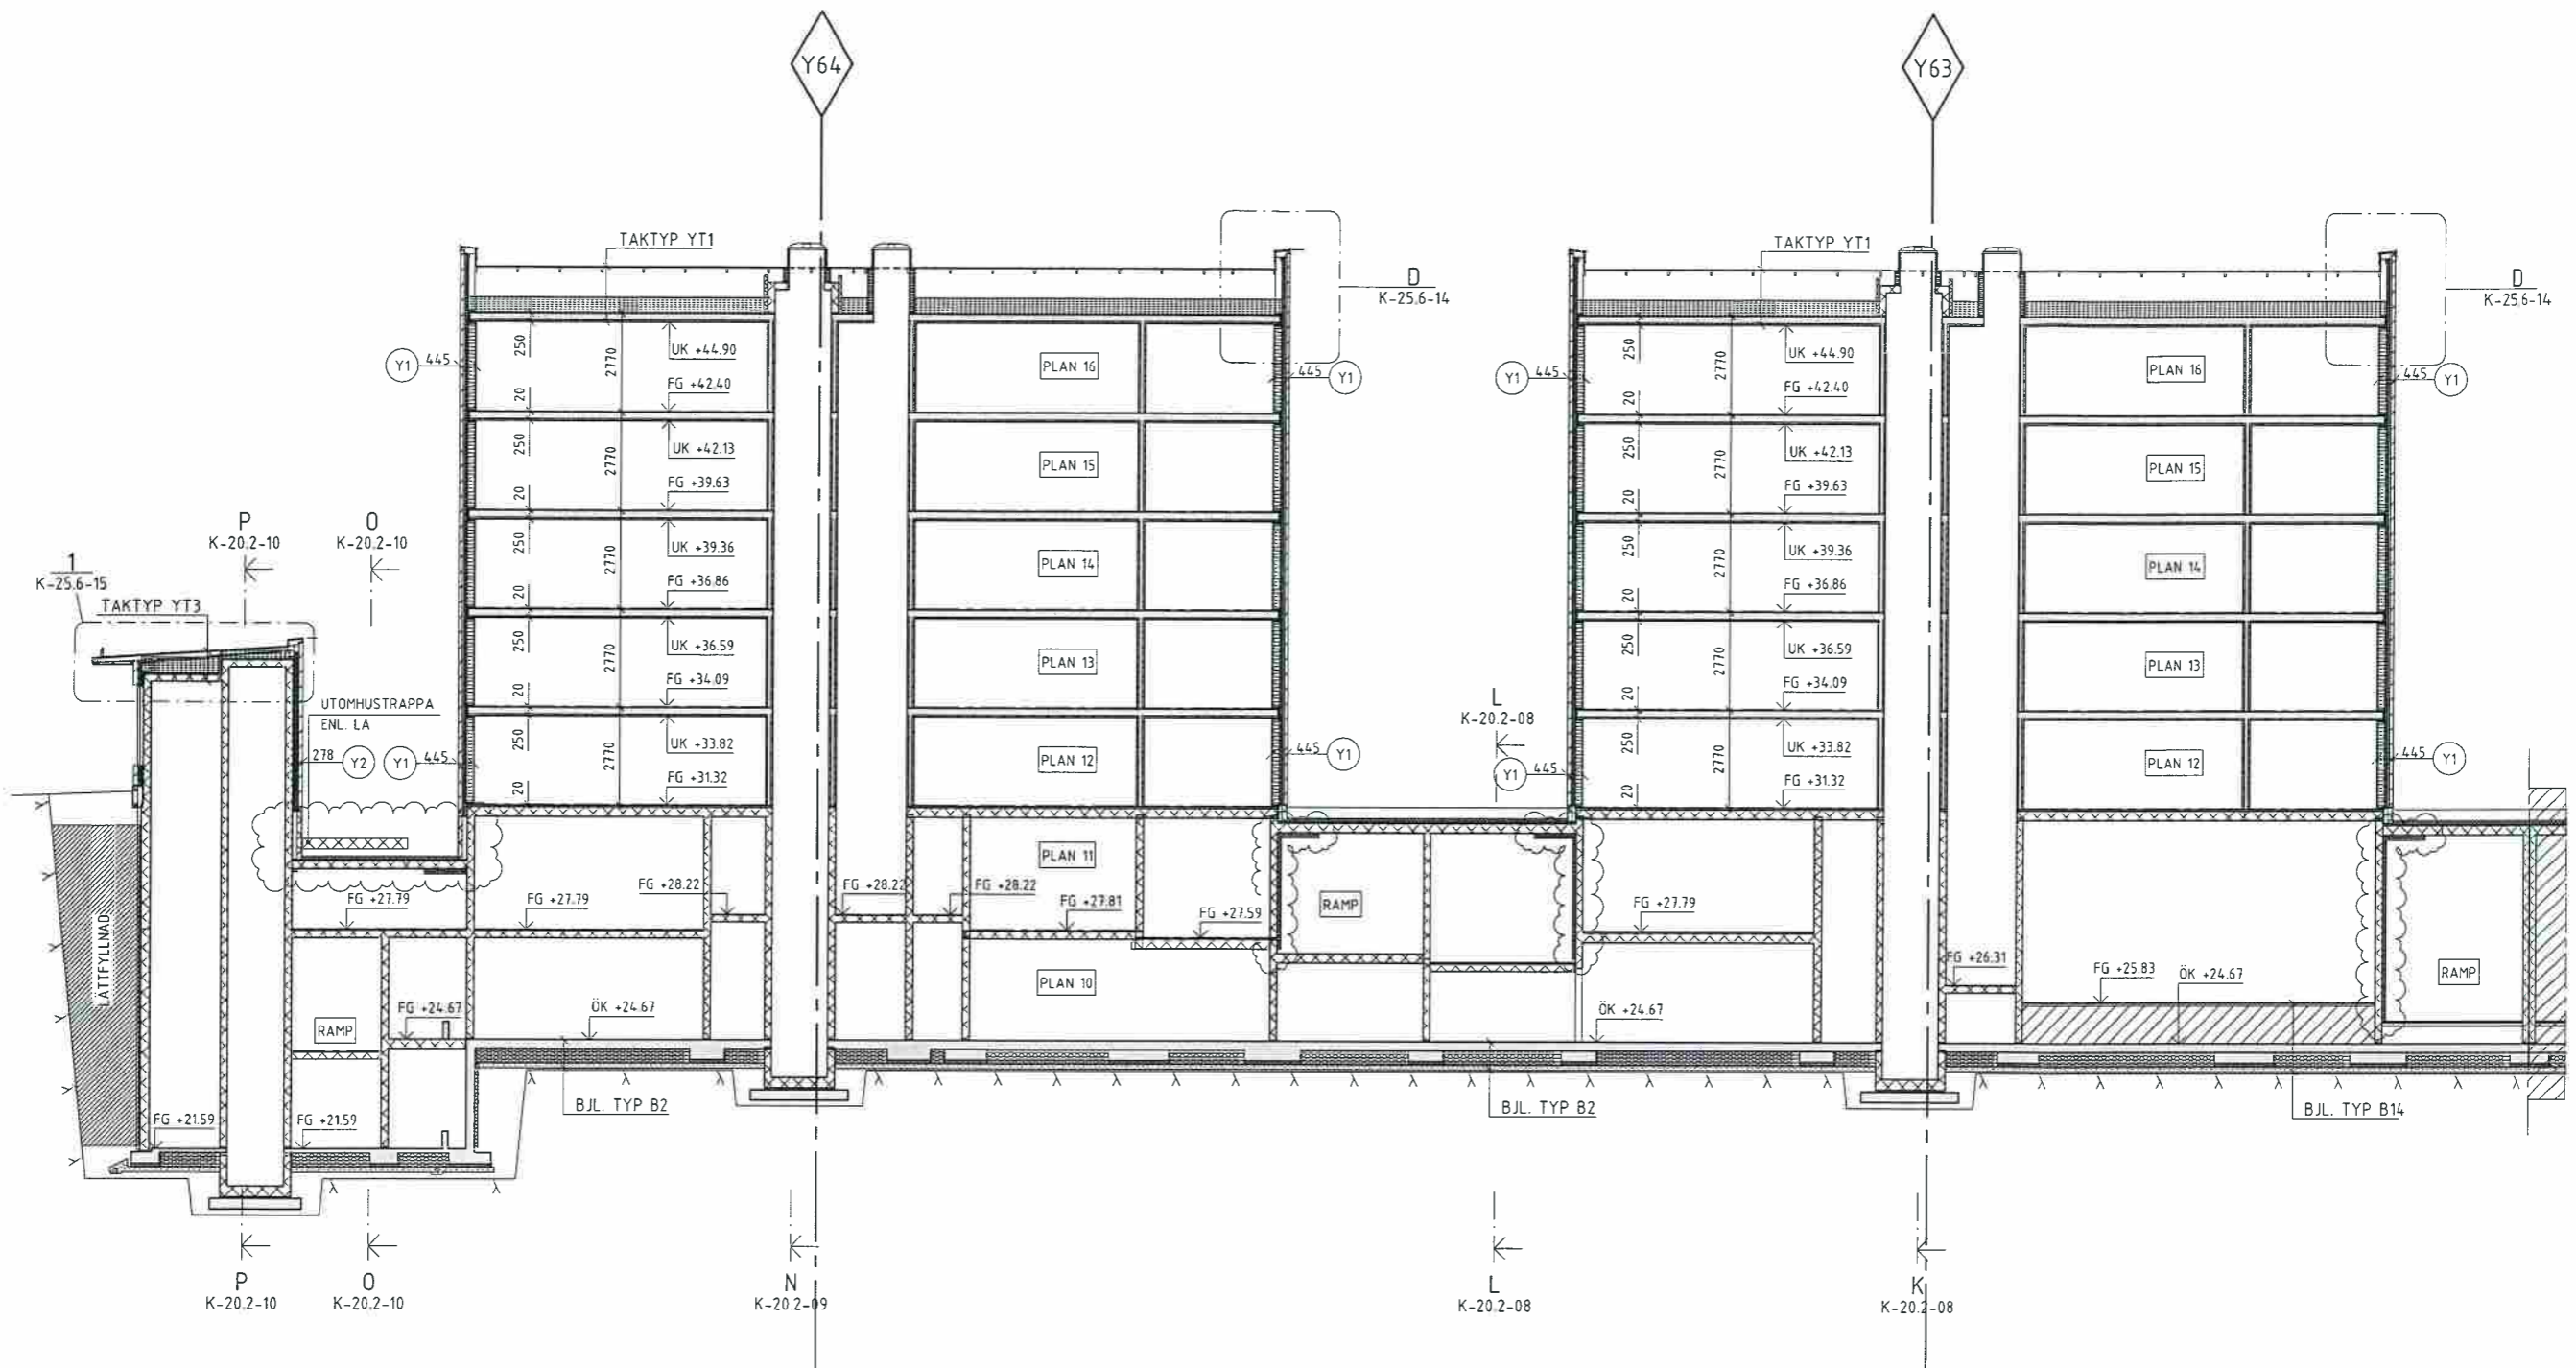 Y64
Y63
TAKTYP YT1
TAKTYP YT1
D
K-25.6-14
D
K-25.6-14
250
2770
UK +44.90
FG +42.40
20
PLAN 16
Y1
445
445
Y1
Y1
445
250
2770
UK +44.90
FG +42.40
20
PLAN 16
445
Y1
250
2770
UK +42.13
FG +39.63
20
PLAN 15
250
2770
UK +42.13
FG +39.63
20
PLAN 15
P
K-20.2-10
O
K-20.2-10
1
K-25.6-15
TAKTYP YT3
250
2770
UK +39.36
FG +36.86
20
PLAN 14
250
2770
UK +39.36
FG +36.86
20
PLAN 14
250
2770
UK +36.59
FG +34.09
20
PLAN 13
250
2770
UK +36.59
FG +34.09
20
PLAN 13
UTOMHUSTRAPPA
ENL. LA
278
Y2
Y1
445
250
2770
UK +33.82
FG +31.32
20
PLAN 12
445
Y1
L
K-20.2-08
Y1
445
250
2770
UK +33.82
FG +31.32
20
PLAN 12
445
Y1
LÄTTFYLLNAD
FG +27.79
FG +27.79
FG +28.22
FG +28.22
FG +28.22
PLAN 11
FG +27.81
FG +27.59
RAMP
FG +27.79
FG +26.31
FG +25.83
ÖK +24.67
RAMP
RAMP
FG +24.67
ÖK +24.67
PLAN 10
ÖK +24.67
FG +21.59
FG +21.59
BJL. TYP B2
BJL. TYP B2
BJL. TYP B14
P
K-20.2-10
O
K-20.2-10
N
K-20.2-09
L
K-20.2-08
K
K-20.2-08